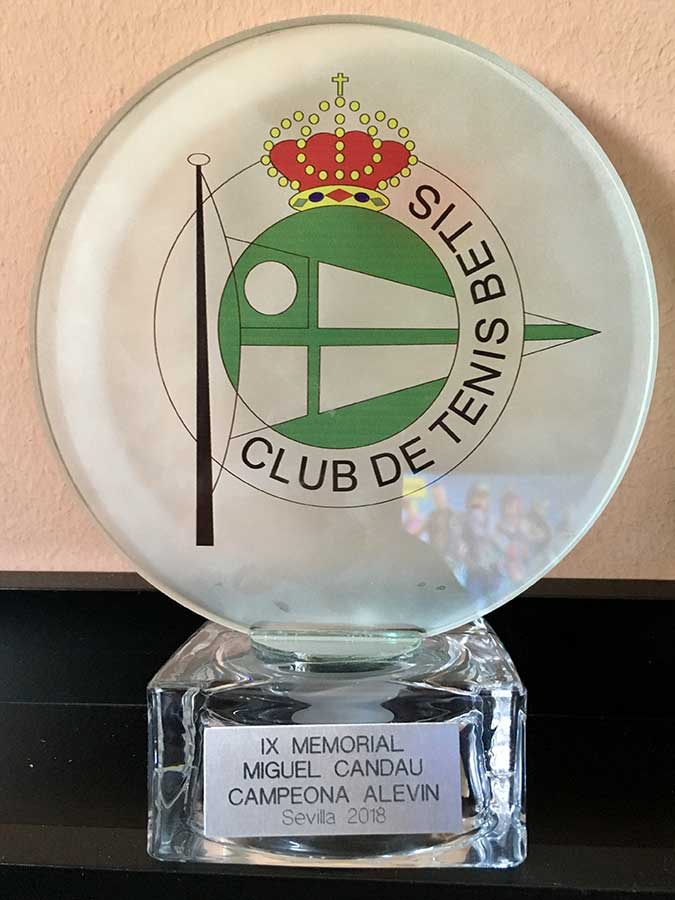 CLUB DE TENIS BETIS
IX MEMORIAL
MIGUEL CANDAU
CAMPEONA ALEVIN
Sevilla 2018